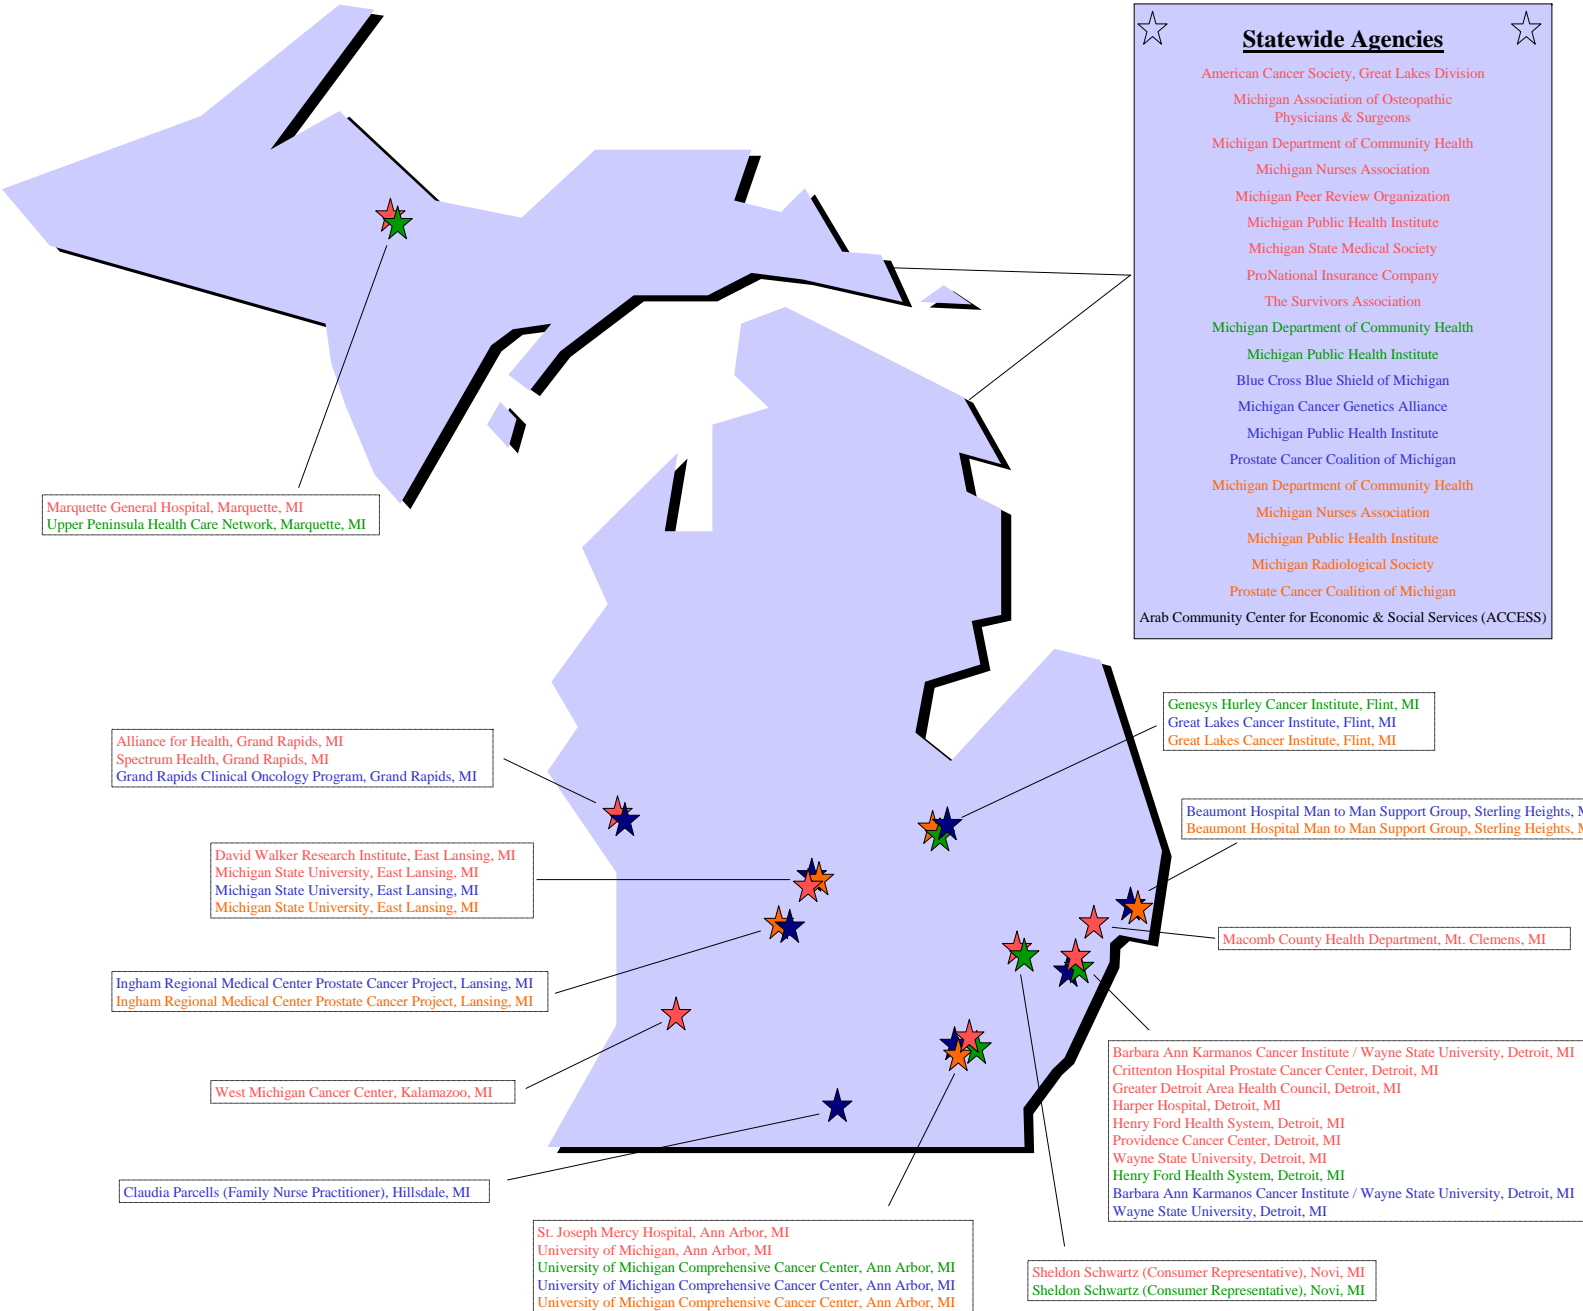 Statewide Agencies
American Cancer Society, Great Lakes Division
Michigan Association of Osteopathic
Physicians & Surgeons
Michigan Department of Community Health
Michigan Nurses Association
Michigan Peer Review Organization
Michigan Public Health Institute
Michigan State Medical Society
ProNational Insurance Company
The Survivors Association
Michigan Department of Community Health
Michigan Public Health Institute
Blue Cross Blue Shield of Michigan
Michigan Cancer Genetics Alliance
Michigan Public Health Institute
Prostate Cancer Coalition of Michigan
Michigan Department of Community Health
Michigan Nurses Association
Michigan Public Health Institute
Michigan Radiological Society
Prostate Cancer Coalition of Michigan
Arab Community Center for Economic & Social Services (ACCESS)
Marquette General Hospital, Marquette, MI
Upper Peninsula Health Care Network, Marquette, MI
Genesys Hurley Cancer Institute, Flint, MI
Great Lakes Cancer Institute, Flint, MI
Great Lakes Cancer Institute, Flint, MI
Alliance for Health, Grand Rapids, MI
Spectrum Health, Grand Rapids, MI
Grand Rapids Clinical Oncology Program, Grand Rapids, MI
Beaumont Hospital Man to Man Support Group, Sterling Heights,
Beaumont Hospital Man to Man Support Group, Sterling Heights,
David Walker Research Institute, East Lansing, MI
Michigan State University, East Lansing, MI
Michigan State University, East Lansing, MI
Michigan State University, East Lansing, MI
Macomb County Health Department, Mt. Clemens, MI
Ingham Regional Medical Center Prostate Cancer Project, Lansing, MI
Ingham Regional Medical Center Prostate Cancer Project, Lansing, MI
West Michigan Cancer Center, Kalamazoo, MI
Barbara Ann Karmanos Cancer Institute / Wayne State University, Detroit, MI
Crittenton Hospital Prostate Cancer Center, Detroit, MI
Greater Detroit Area Health Council, Detroit, MI
Harper Hospital, Detroit, MI
Henry Ford Health System, Detroit, MI
Providence Cancer Center, Detroit, MI
Wayne State University, Detroit, MI
Henry Ford Health System, Detroit, MI
Barbara Ann Karmanos Cancer Institute / Wayne State University, Detroit, MI
Wayne State University, Detroit, MI
Claudia Parcells (Family Nurse Practitioner), Hillsdale, MI
St. Joseph Mercy Hospital, Ann Arbor, MI
University of Michigan, Ann Arbor, MI
University of Michigan Comprehensive Cancer Center, Ann Arbor, MI
University of Michigan Comprehensive Cancer Center, Ann Arbor, MI
University of Michigan Comprehensive Cancer Center, Ann Arbor, MI
Sheldon Schwartz (Consumer Representative), Novi, MI
Sheldon Schwartz (Consumer Representative), Novi, MI